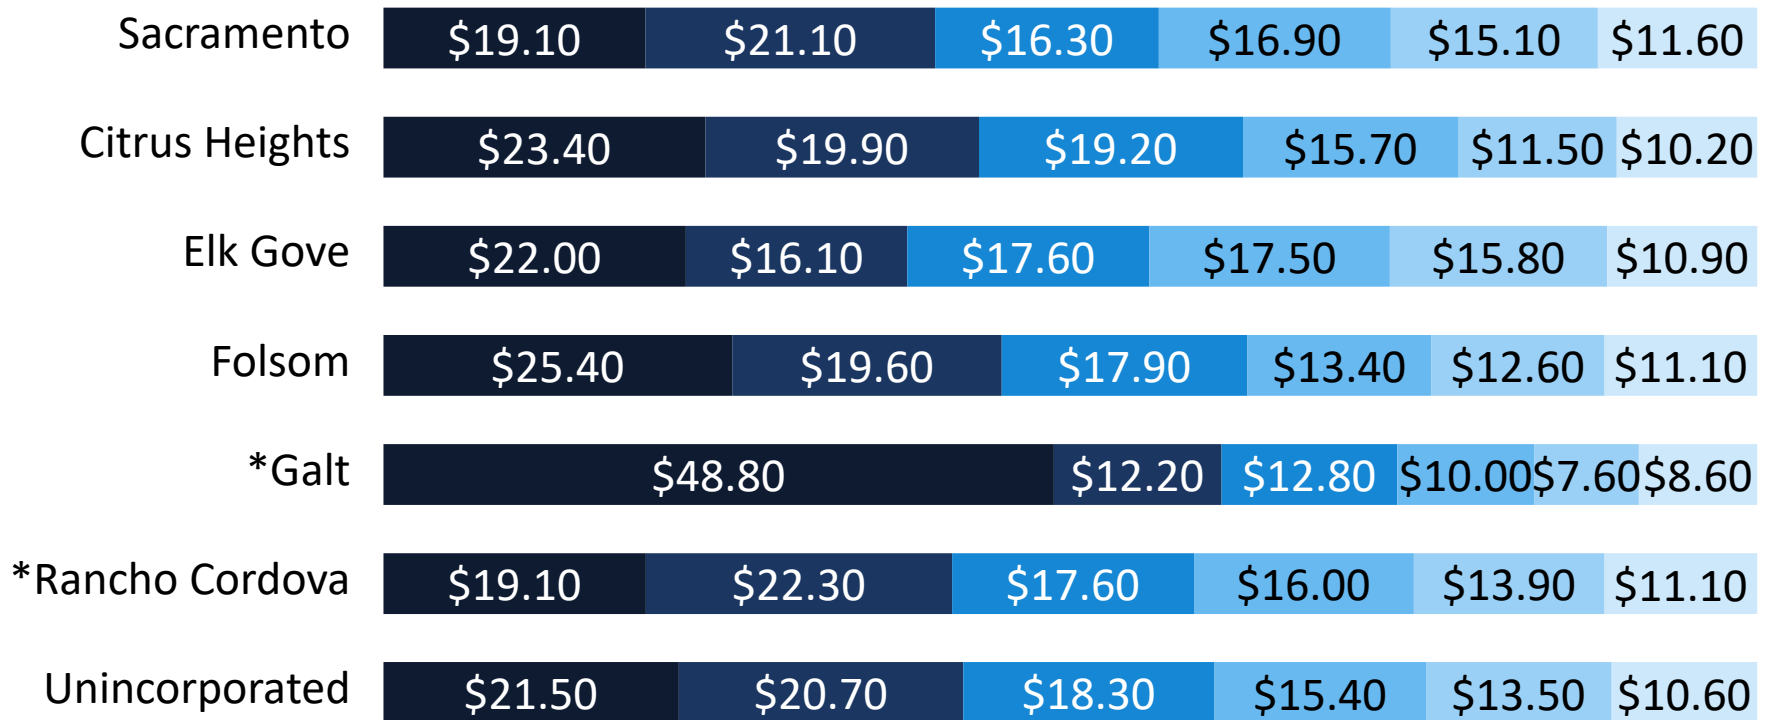 Sacramento $19.10 $21.10 $16.30 $16.90 $15.10 $11.60
Citrus Heights $23.40 $19.90 $19.20 $15.70 $11.50 $10.20
Elk Gove $22.00 $16.10 $17.60 $17.50 $15.80 $10.90
Folsom $25.40 $19.60 $17.90 $13.40 $12.60 $11.10
*Galt $48.80 $12.20 $12.80 $10.00 $7.60 $8.60
*Rancho Cordova $19.10 $22.30 $17.60 $16.00 $13.90 $11.10
Unincorporated $21.50 $20.70 $18.30 $15.40 $13.50 $10.60